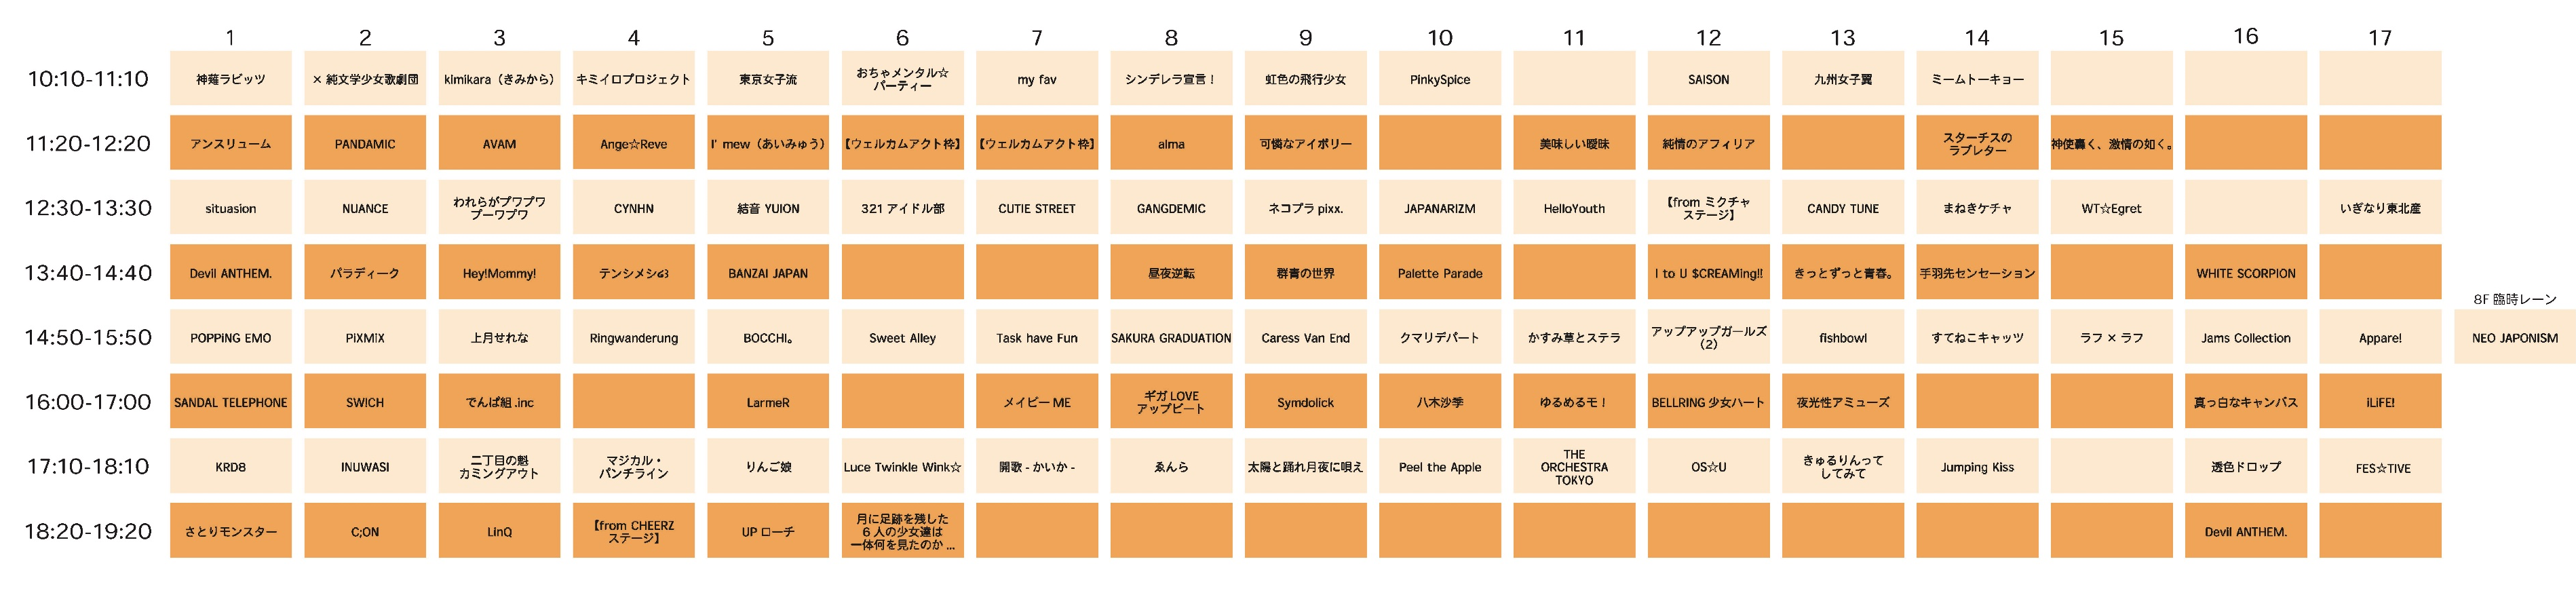 1 2 3 4 5 6 7 8 9 10 11 12 13 14 15 16 17
10:10-11:10
神薙ラビッツ
× 純文学少女歌劇団
kImikara（きみから）
キミイロプロジェクト
東京女子流
おちゃメンタル☆
パーティー
my fav
シンデレラ宣言！
虹色の飛行少女
PinkySpice
SAISON
九州女子翼
ミームトーキョー
11:20-12:20
アンスリューム
PANDAMIC
AVAM
Ange☆Reve
I' mew（あいみゅう）
【ウェルカムアクト枠】
【ウェルカムアクト枠】
alma
可憐なアイボリー
美味しい曖昧
純情のアフィリア
スターチスの
ラブレター
神使轟く、激情の如く。
12:30-13:30
situasion
NUANCE
われらがプワプワ
プーワプワ
CYNHN
結音 YUION
321 アイドル部
CUTIE STREET
GANGDEMIC
ネコプラ pixx.
JAPANARIZM
HelloYouth
【from ミクチャ
ステージ】
CANDY TUNE
まねきケチャ
WT☆Egret
いぎなり東北産
13:40-14:40
Devil ANTHEM.
パラディーク
Hey!Mommy!
テンシメシ໒꒱
BANZAI JAPAN
昼夜逆転
群青の世界
Palette Parade
I to U $CREAMing!!
きっとずっと青春。
手羽先センセーション
WHITE SCORPION
8F 臨時レーン
14:50-15:50
POPPiNG EMO
PiXMiX
上月せれな
Ringwanderung
BOCCHI。
Sweet Alley
Task have Fun
SAKURA GRADUATION
Caress Van End
クマリデパート
かすみ草とステラ
アップアップガールズ
（2）
fishbowl
すてねこキャッツ
ラフ × ラフ
Jams Collection
Appare!
NEO JAPONISM
16:00-17:00
SANDAL TELEPHONE
SWICH
でんぱ組 .inc
LarmeR
メイビー ME
ギガ LOVE
アップビート
Symdolick
八木沙季
ゆるめるモ！
BELLRING 少女ハート
夜光性アミューズ
真っ白なキャンバス
iLiFE!
17:10-18:10
KRD8
INUWASI
二丁目の魁
カミングアウト
マジカル・
パンチライン
りんご娘
Luce Twinkle Wink☆
開歌 - かいか -
ゑんら
太陽と踊れ月夜に唄え
Peel the Apple
THE
ORCHESTRA
TOKYO
OS☆U
きゅるりんって
してみて
Jumping Kiss
透色ドロップ
FES☆TIVE
18:20-19:20
さとりモンスター
C;ON
LinQ
【from CHEERZ
ステージ】
UP ローチ
月に足跡を残した
6 人の少女達は
一体何を見たのか ...
Devil ANTHEM.